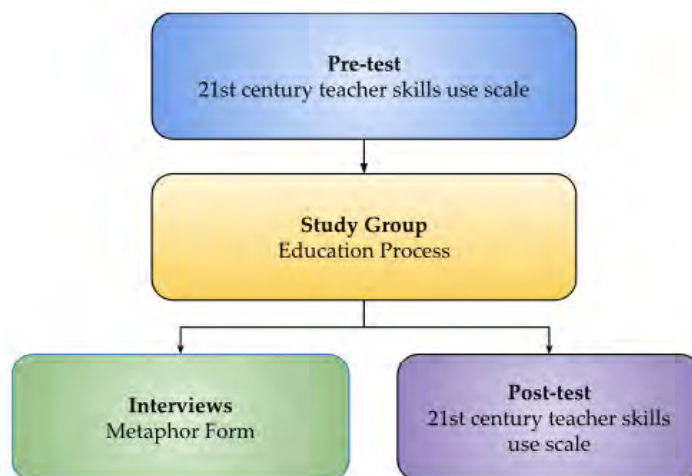 Pre-test
21st century teacher skills use scale
Study Group
Education Process
Interviews
Metaphor Form
Post-test
21st century teacher skills
use scale